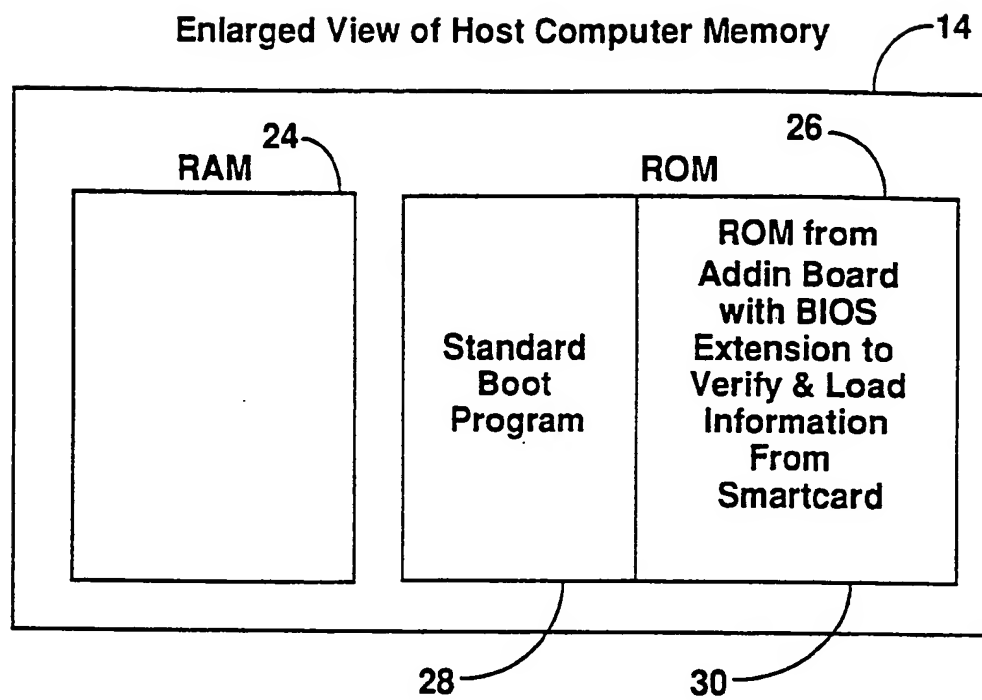 Enlarged View of Host Computer Memory
14
24
26
RAM
ROM
Standard
Boot
Program
ROM from
Addin Board
with BIOS
Extension to
Verify & Load
Information
From
Smartcard
28
30